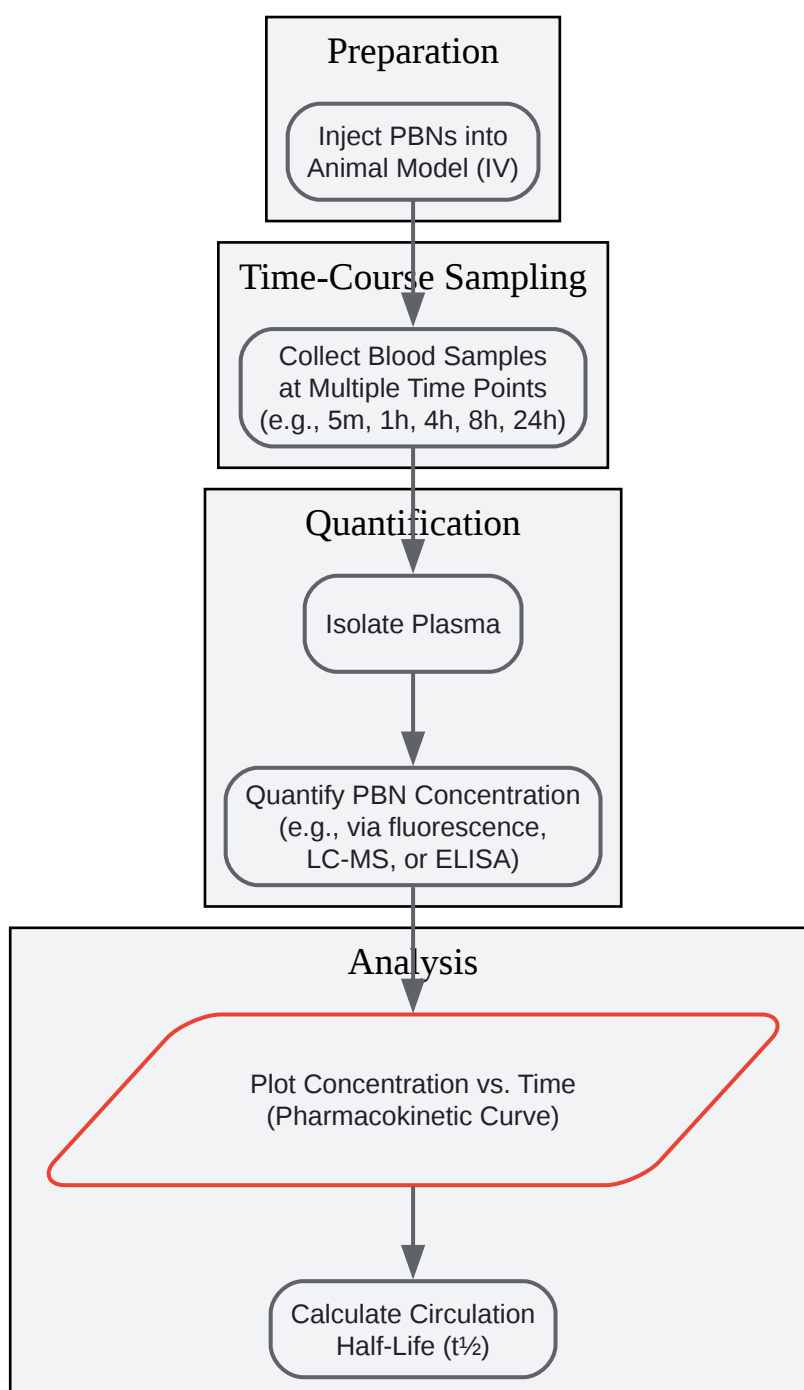 Preparation
Inject PBNs into
Animal Model (IV)
Time-Course Sampling
Collect Blood Samples
at Multiple Time Points
(e.g., 5m, 1h, 4h, 8h, 24h)
Quantification
Isolate Plasma
Quantify PBN Concentration
(e.g., via fluorescence,
LC-MS, or ELISA)
Analysis
Plot Concentration vs. Time
(Pharmacokinetic Curve)
Calculate Circulation
Half-Life (t½)